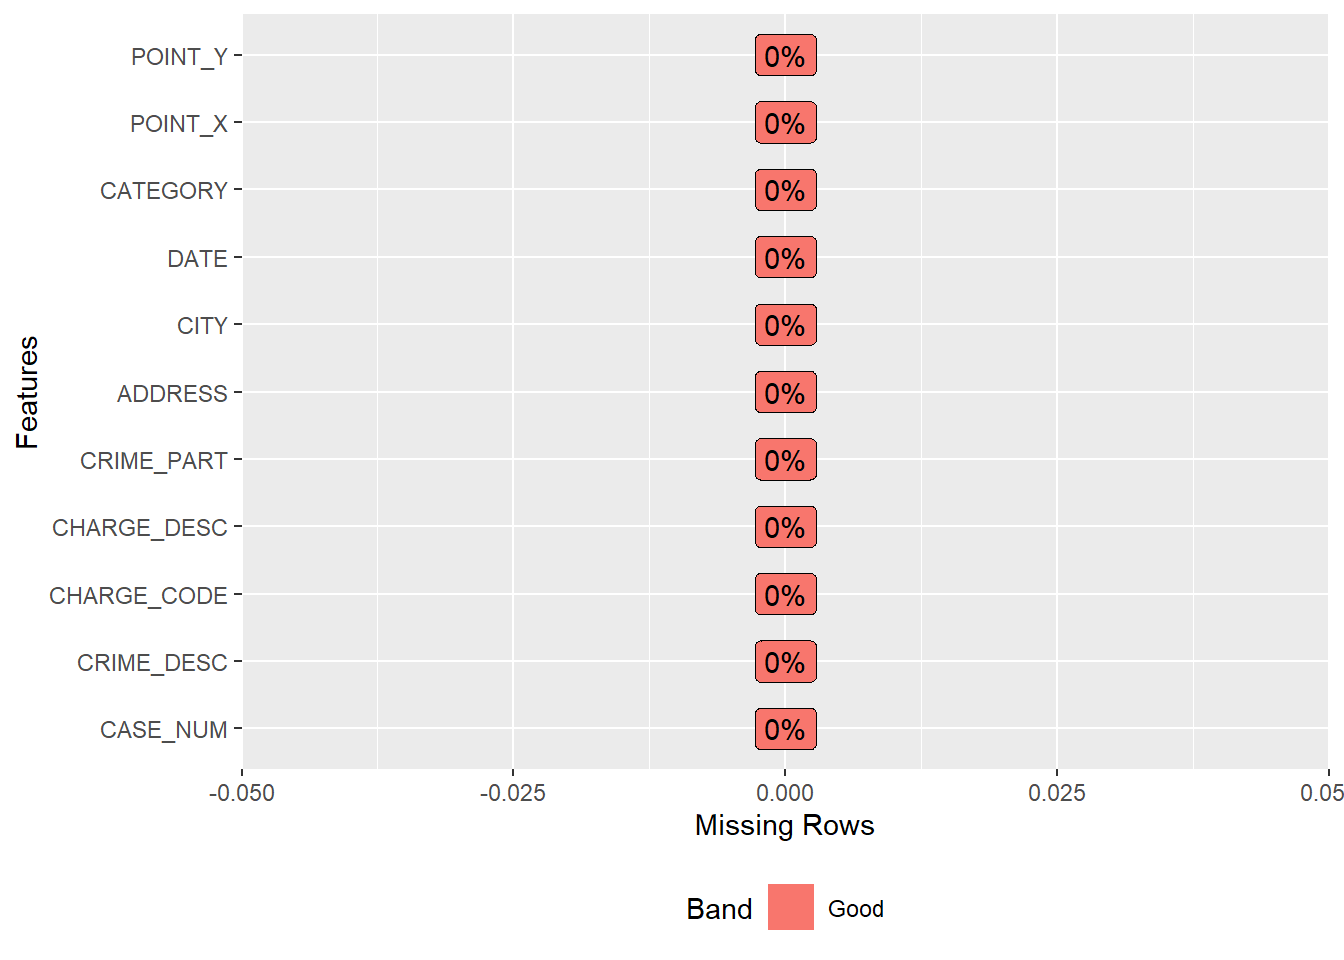 POINT_Y 0%
POINT_X 0%
CATEGORY 0%
DATE 0%
CITY 0%
ADDRESS 0%
CRIME_PART 0%
CHARGE_DESC 0%
CHARGE_CODE 0%
CRIME_DESC 0%
CASE_NUM 0%
Features
-0.050 -0.025 0.000 0.025 0.05
Missing Rows
Band Good